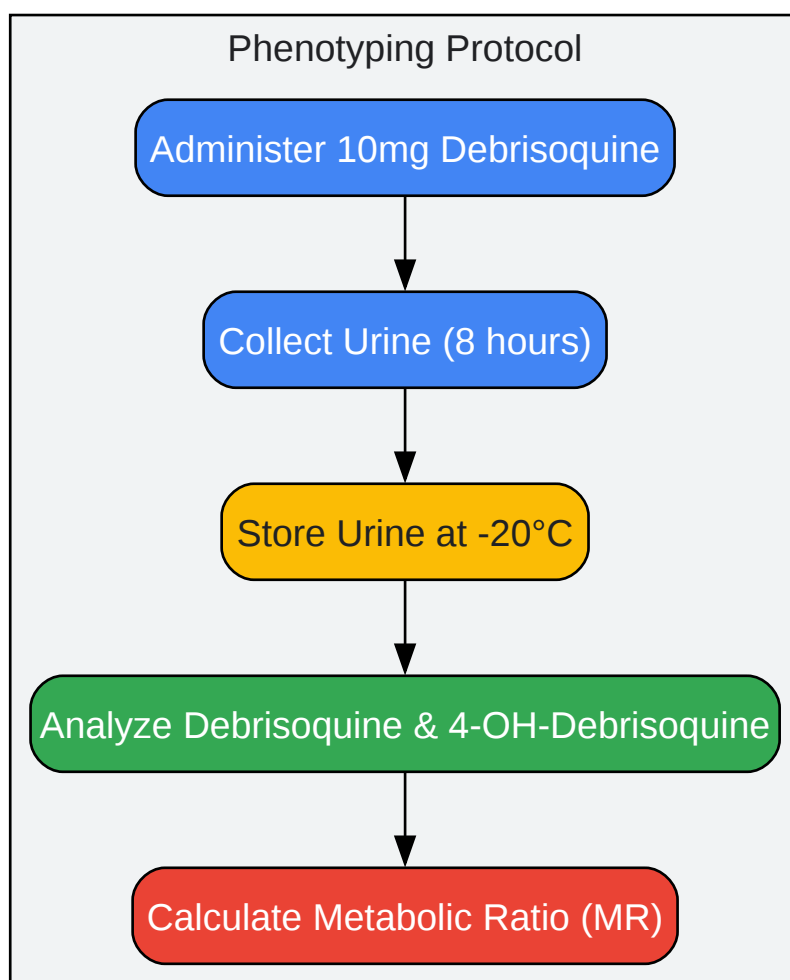 Phenotyping Protocol
Administer 10mg Debrisoquine
Collect Urine (8 hours)
Store Urine at -20°C
Analyze Debrisoquine & 4-OH-Debrisoquine
Calculate Metabolic Ratio (MR)